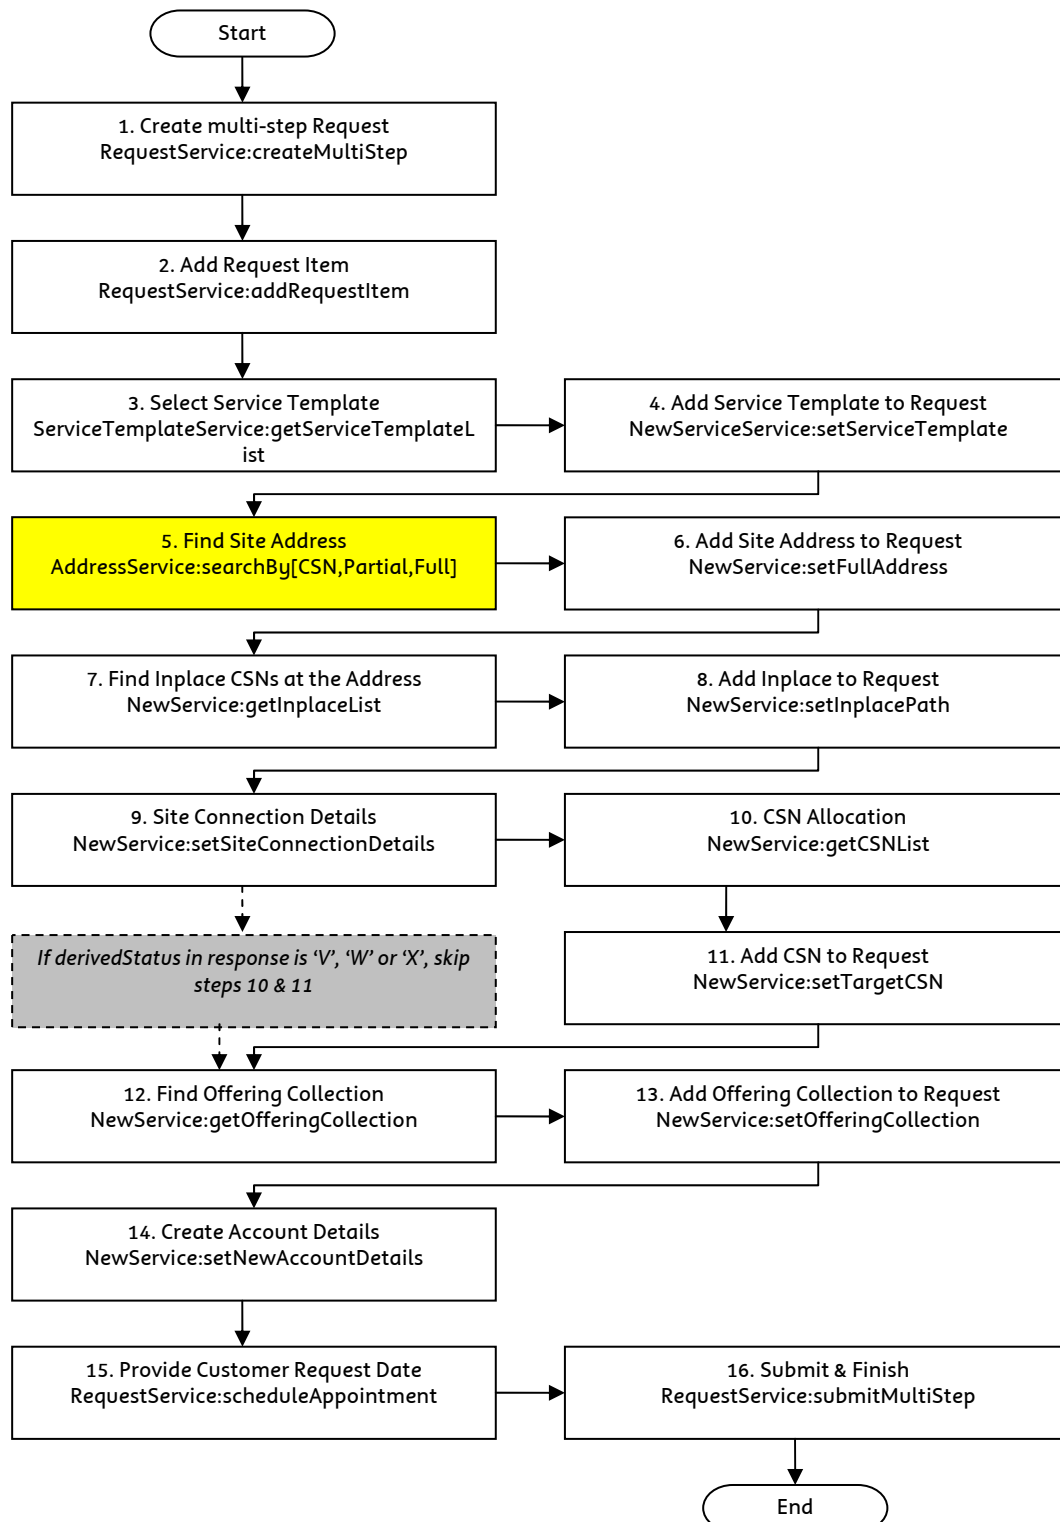 Start
1. Create multi-step Request
RequestService:createMultiStep
2. Add Request Item
RequestService:addRequestItem
3. Select Service Template
ServiceTemplateService:getServiceTemplateL
ist
4. Add Service Template to Request
NewServiceService:setServiceTemplate
5. Find Site Address
AddressService:searchBy[CSN,Partial,Full]
6. Add Site Address to Request
NewService:setFullAddress
7. Find Inplace CSNs at the Address
NewService:getInplaceList
8. Add Inplace to Request
NewService:setInplacePath
9. Site Connection Details
NewService:setSiteConnectionDetails
10. CSN Allocation
NewService:getCSNList
If derivedStatus in response is ‘V’, ‘W’ or ‘X’, skip
steps 10 & 11
11. Add CSN to Request
NewService:setTargetCSN
12. Find Offering Collection
NewService:getOfferingCollection
13. Add Offering Collection to Request
NewService:setOfferingCollection
14. Create Account Details
NewService:setNewAccountDetails
15. Provide Customer Request Date
RequestService:scheduleAppointment
16. Submit & Finish
RequestService:submitMultiStep
End